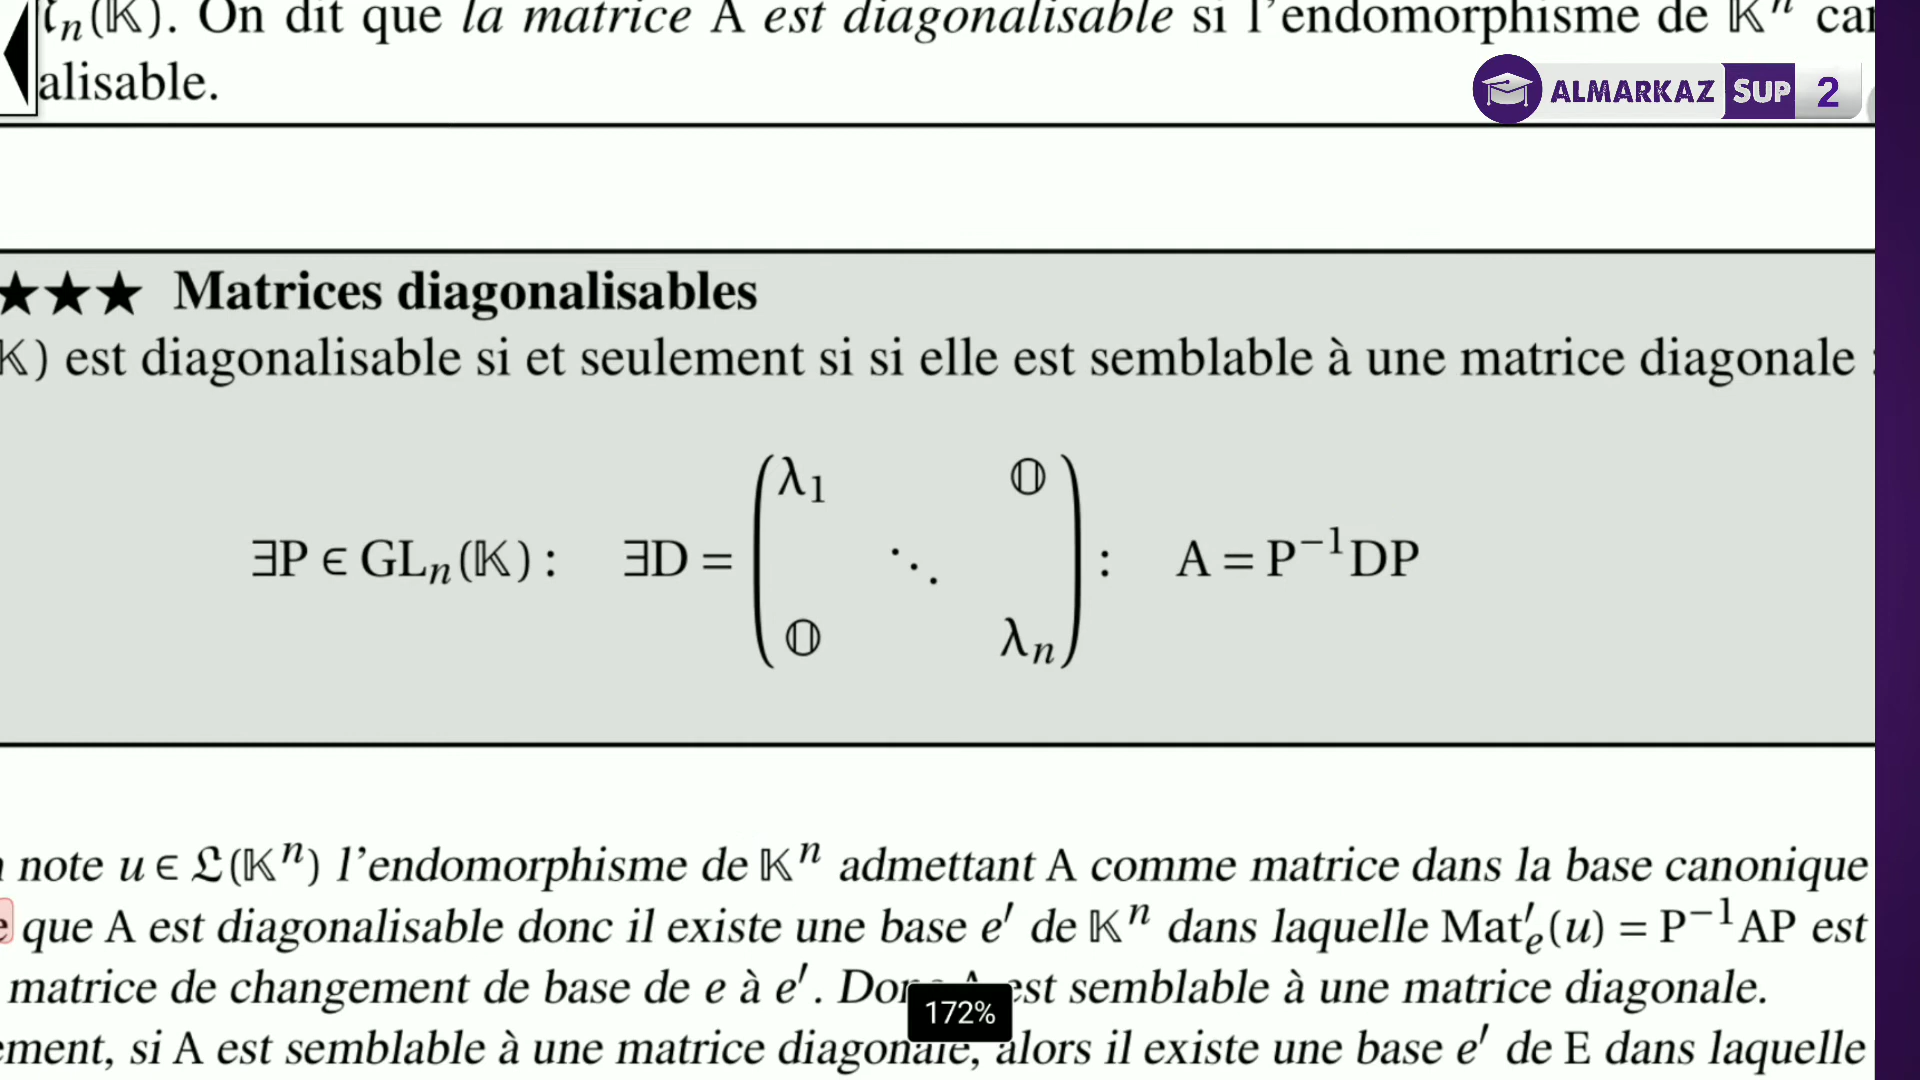 n(𝕂). On dit que la matrice A est diagonalisable si l'endomorphisme de 𝕂ⁿ
alisable.
ALMARKAZ SUP 2
★★★ Matrices diagonalisables
𝕂) est diagonalisable si et seulement si si elle est semblable à une matrice diagonale :
∃P ∈ GLₙ(𝕂) : ∃D = (λ₁ 𝕆 ⋱ 𝕆 λₙ) : A = P⁻¹DP
note u ∈ 𝔏(𝕂ⁿ) l'endomorphisme de 𝕂ⁿ admettant A comme matrice dans la base canonique
que A est diagonalisable donc il existe une base e′ de 𝕂ⁿ dans laquelle Mat′ₑ(u) = P⁻¹AP est
matrice de changement de base de e à e′. est semblable à une matrice diagonale.
172%
ement, si A est semblable à une matrice diagonale, alors il existe une base e′ de E dans laquelle